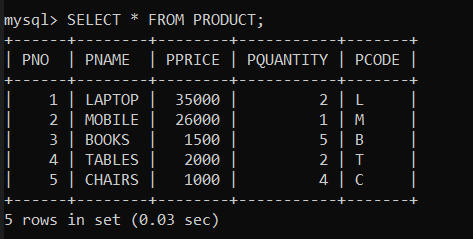 mysql> SELECT * FROM PRODUCT;
+------+--------+--------+-----------+-------+
| PNO  | PNAME  | PPRICE | PQUANTITY | PCODE |
+------+--------+--------+-----------+-------+
|    1 | LAPTOP |  35000 |         2 | L     |
|    2 | MOBILE |  26000 |         1 | M     |
|    3 | BOOKS  |   1500 |         5 | B     |
|    4 | TABLES |   2000 |         2 | T     |
|    5 | CHAIRS |   1000 |         4 | C     |
+------+--------+--------+-----------+-------+
5 rows in set (0.03 sec)